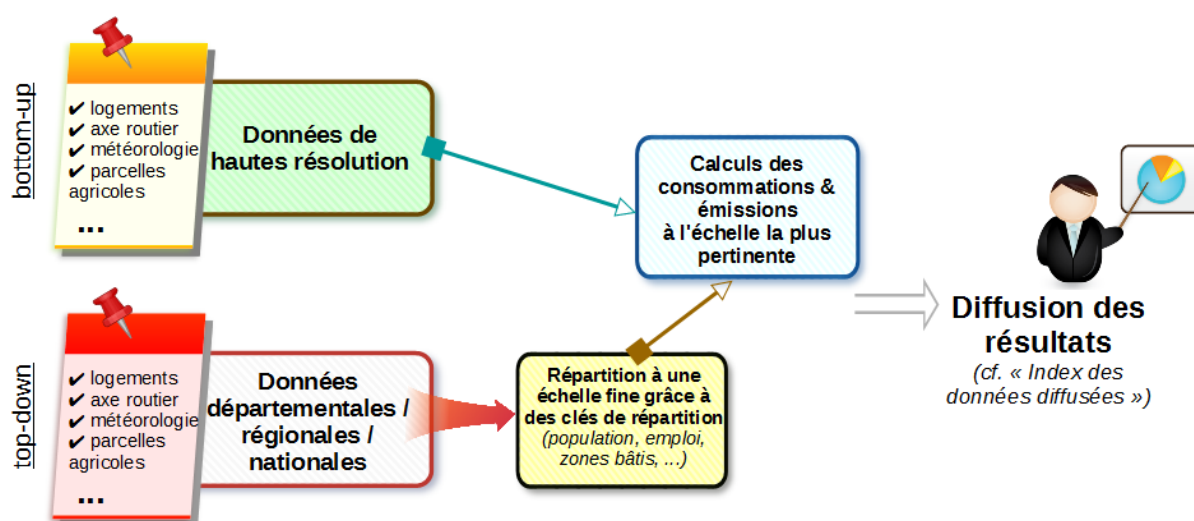 bottom-up
✔ logements
✔ axe routier
✔ météorologie
✔ parcelles
agricoles
...
Données de
hautes résolution
Calculs des
consommations &
émissions
à l'échelle la plus
pertinente
top-down
✔ logements
✔ axe routier
✔ météorologie
✔ parcelles
agricoles
...
Données
départementales /
régionales /
nationales
Répartition à une
échelle fine grâce à
des clés de répartition
(population, emploi,
zones bâtis, ...)
Diffusion des
résultats
(cf. « Index des
données diffusées »)